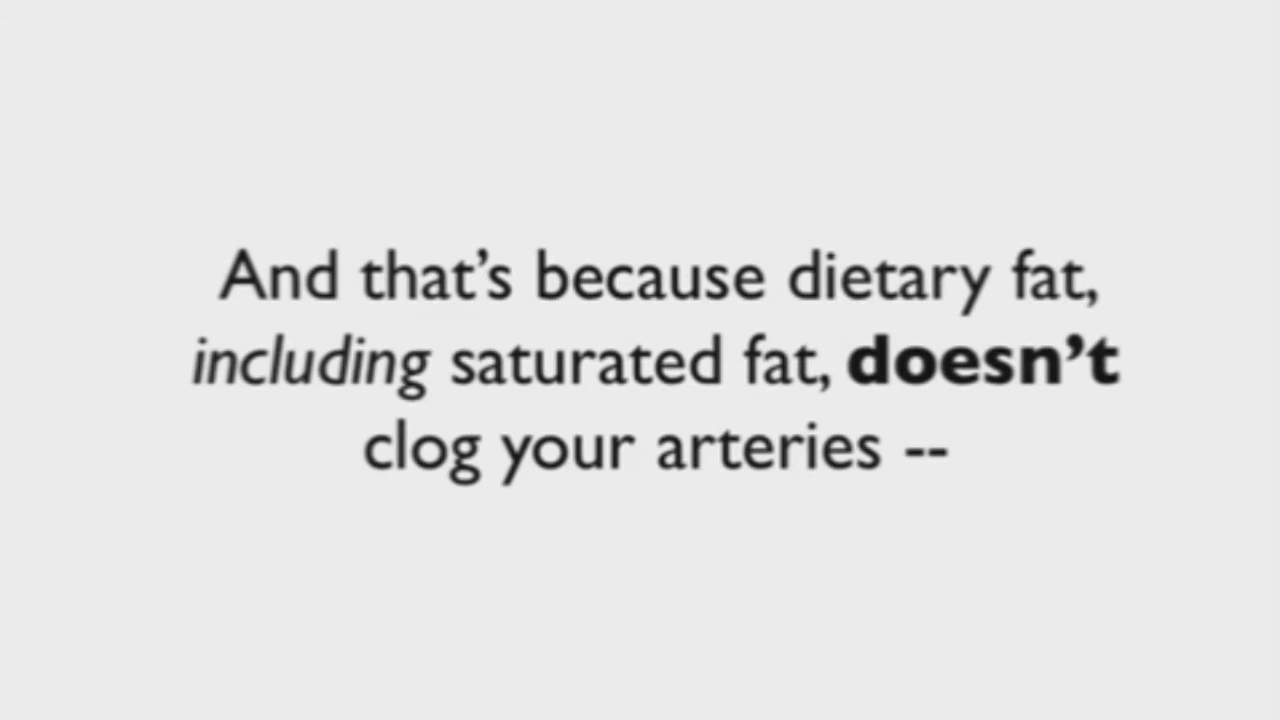 And that’s because dietary fat,
including saturated fat, doesn’t
clog your arteries --